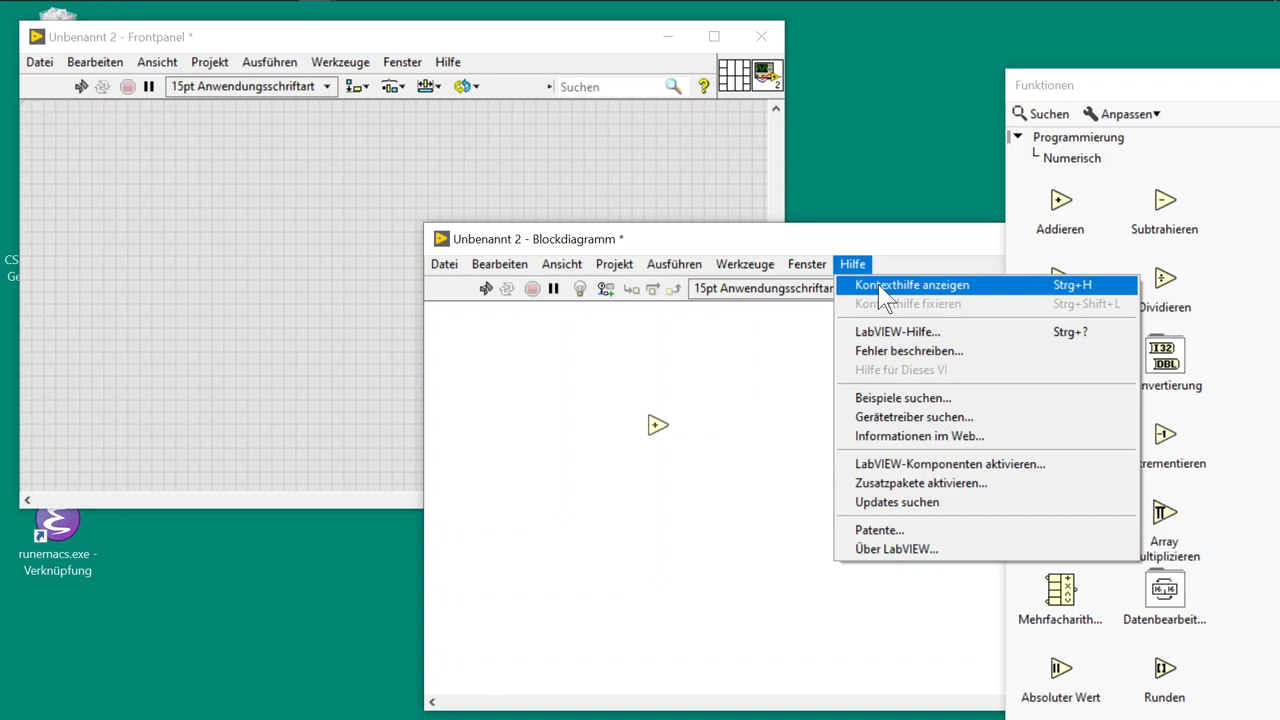 Unbenannt 2 - Frontpanel *
Datei Bearbeiten Ansicht Projekt Ausführen Werkzeuge Fenster Hilfe
15pt Anwendungsschriftart Suchen
2
Unbenannt 2 - Blockdiagramm *
Datei Bearbeiten Ansicht Projekt Ausführen Werkzeuge Fenster Hilfe
15pt Anwendungsschriftar
Kontexthilfe anzeigen Strg+H
hilfe fixieren Strg+Shift+L
LabVIEW-Hilfe... Strg+?
Fehler beschreiben...
Hilfe für Dieses VI
Beispiele suchen...
Gerätetreiber suchen...
Informationen im Web...
LabVIEW-Komponenten aktivieren...
Zusatzpakete aktivieren...
Updates suchen
Patente...
Über LabVIEW...
Funktionen
Suchen Anpassen
Programmierung
Numerisch
Addieren Subtrahieren
Dividieren
I32
DBL
nvertierung
krementieren
Array
ultiplizieren
Mehrfacharith... Datenbearbeit...
Absoluter Wert Runden
CS
Ge
runemacs.exe -
Verknüpfung